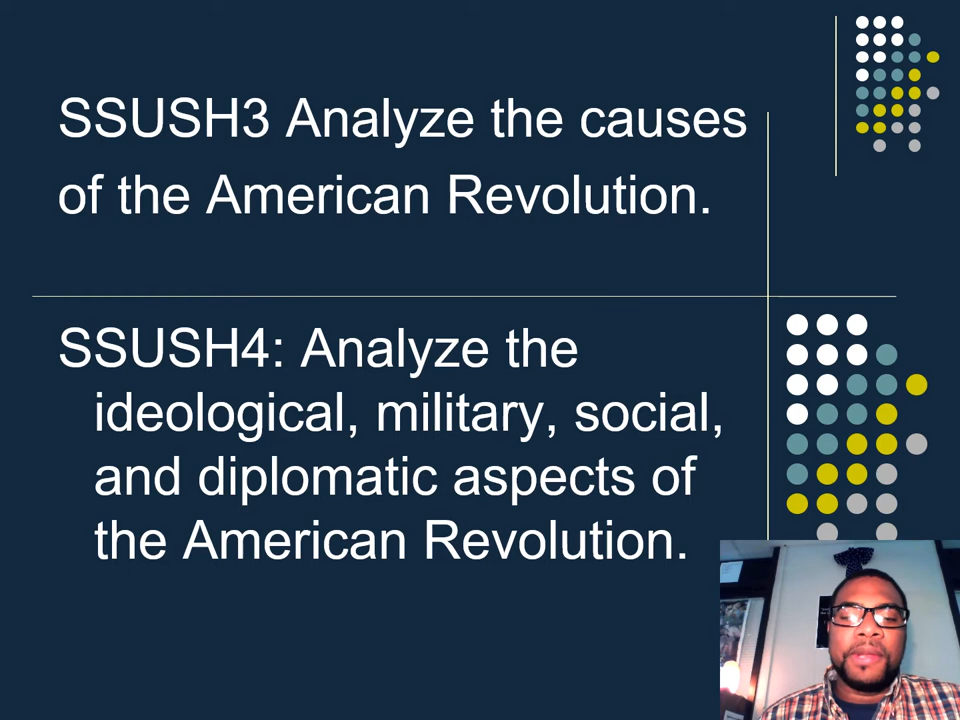 SSUSH3 Analyze the causes
of the American Revolution.
SSUSH4: Analyze the
ideological, military, social,
and diplomatic aspects of
the American Revolution.